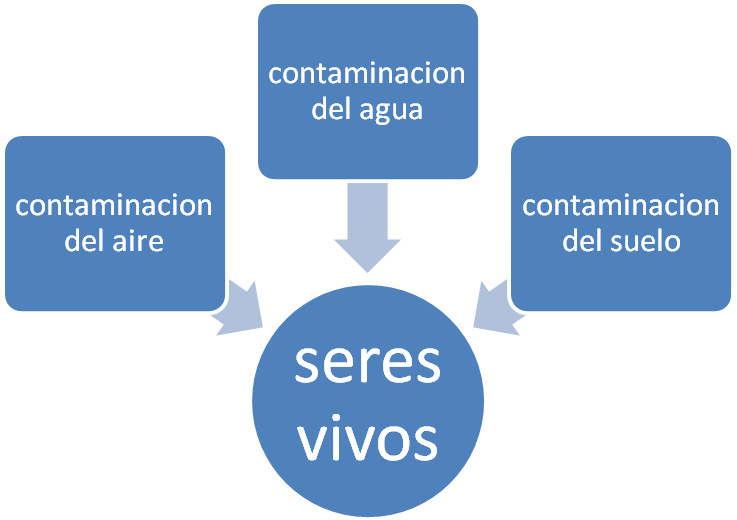 contaminacion
del aire
contaminacion
del agua
contaminacion
del suelo
seres
vivos